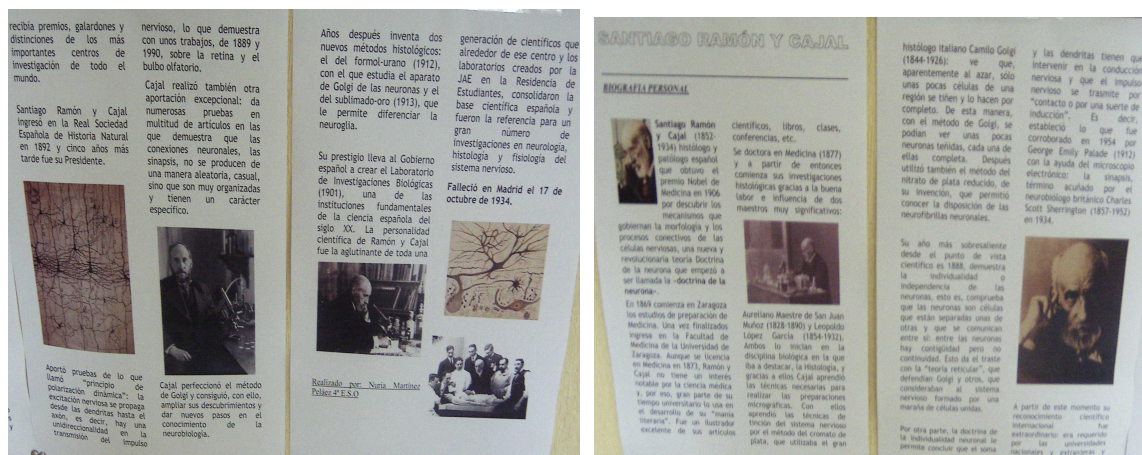 recibía premios, galardones y
distinciones de los más
importantes centros de
investigación de todo el
mundo.
Santiago Ramón y Cajal
ingresó en la Real Sociedad
Española de Historia Natural
en 1892 y cinco años más
tarde fue su Presidente.
Aportó pruebas de lo que
llamó "principio de
polarización dinámica": la
excitación nerviosa se propaga
desde las dendritas hasta el
axón, es decir, hay una
unidireccionalidad en la
transmisión del impulso
nervioso, lo que demuestra
con unos trabajos, de 1889 y
1990, sobre la retina y el
bulbo olfatorio.
Cajal realizó también otra
aportación excepcional: da
numerosas pruebas en
multitud de artículos en las
que demuestra que las
conexiones neuronales, las
sinapsis, no se producen de
una manera aleatoria, casual,
sino que son muy organizadas
y tienen un carácter
específico.
Cajal perfeccionó el método
de Golgi y consiguió, con ello,
ampliar sus descubrimientos y
dar nuevos pasos en el
conocimiento de la
neurobiología.
Años después inventa dos
nuevos métodos histológicos:
el del formol-urano (1912),
con el que estudia el aparato
de Golgi de las neuronas y el
del sublimado-oro (1913), que
le permite diferenciar la
neuroglia.
Su prestigio lleva al Gobierno
español a crear el Laboratorio
de Investigaciones Biológicas
(1901), una de las
instituciones fundamentales
de la ciencia española del
siglo XX. La personalidad
científica de Ramón y Cajal
fue la aglutinante de toda una
Realizado por: Nuria Martínez
Peláez 4º E.S.O
generación de científicos que
alrededor de ese centro y los
laboratorios creados por la
JAE en la Residencia de
Estudiantes, consolidaron la
base científica española y
fueron la referencia para un
gran número de
investigaciones en neurología,
histología y fisiología del
sistema nervioso.
Falleció en Madrid el 17 de
octubre de 1934.
SANTIAGO RAMÓN Y CAJAL
BIOGRAFIA PERSONAL
Santiago Ramón
y Cajal (1852-
1934) histólogo y
patólogo español
que obtuvo el
premio Nobel de
Medicina en 1906
por descubrir los
mecanismos que
gobiernan la morfología y los
procesos conectivos de las
células nerviosas, una nueva y
revolucionaria teoría Doctrina
de la neurona que empezó a
ser llamada la «doctrina de la
neurona».
En 1869 comienza en Zaragoza
los estudios de preparación de
Medicina. Una vez finalizados
ingresa en la Facultad de
Medicina de la Universidad de
Zaragoza. Aunque se licencia
en Medicina en 1873, Ramón y
Cajal no tiene un interés
notable por la ciencia médica
y, por eso, gran parte de su
tiempo universitario lo usa en
el desarrollo de su "manía
literaria". Fue un ilustrador
excelente de sus artículos
científicos, libros, clases,
conferencias, etc.
Se doctora en Medicina (1877)
y a partir de entonces
comienza sus investigaciones
histológicas gracias a la buena
labor e influencia de dos
maestros muy significativos:
Aureliano Maestre de San Juan
Muñoz (1828-1890) y Leopoldo
López García (1854-1932).
Ambos lo inician en la
disciplina biológica en la que
iba a destacar, la Histología, y
gracias a ellos Cajal aprendió
las técnicas necesarias para
realizar las preparaciones
micrográficas. Con ellos
aprendió las técnicas de
tinción del sistema nervioso
por el método del cromato de
plata, que utilizaba el gran
histólogo italiano Camilo Golgi
(1844-1926): ve que,
aparentemente al azar, sólo
unas pocas células de una
región se tiñen y lo hacen por
completo. De esta manera,
con el método de Golgi, se
podían ver unas pocas
neuronas teñidas, cada una de
ellas completa. Después
utilizó también el método del
nitrato de plata reducido, de
su invención, que permitió
conocer la disposición de las
neurofibrillas neuronales.
Su año más sobresaliente
desde el punto de vista
científico es 1888, demuestra
la individualidad o
independencia de las
neuronas, esto es, comprueba
que las neuronas son células
que están separadas unas de
otras y que se comunican
entre sí: entre las neuronas
hay contigüidad pero no
continuidad. Esto da al traste
con la "teoría reticular", que
defendían Golgi y otros, que
consideraban el sistema
nervioso formado por una
maraña de células unidas.
Por otra parte, la doctrina de
la individualidad neuronal le
permite concluir que el soma
y las dendritas tienen que
intervenir en la conducción
nerviosa y que el impulso
nervioso se trasmite por
"contacto o por una suerte de
inducción". Es decir,
estableció lo que fue
corroborado en 1954 por
George Emily Palade (1912)
con la ayuda del microscopio
electrónico: la sinapsis,
término acuñado por el
neurobiólogo británico Charles
Scott Sherrington (1857-1952)
en 1934.
A partir de este momento su
reconocimiento científico
internacional fue
extraordinario: era requerido
por las universidades
nacionales y extranjeras y